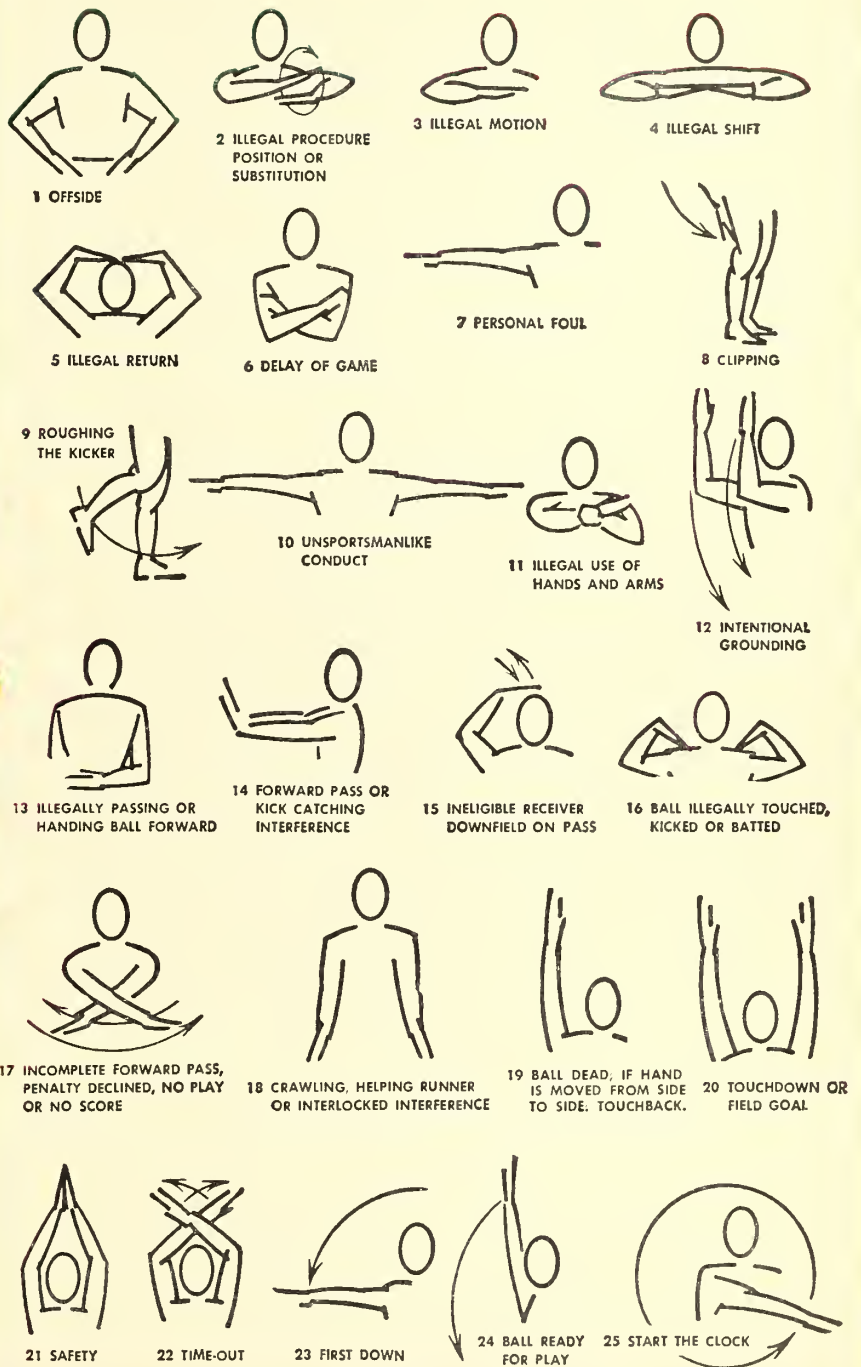 1 OFFSIDE
2 ILLEGAL PROCEDURE
POSITION OR
SUBSTITUTION
3 ILLEGAL MOTION
4 ILLEGAL SHIFT
5 ILLEGAL RETURN
6 DELAY OF GAME
7 PERSONAL FOUL
8 CLIPPING
9 ROUGHING
THE KICKER
10 UNSPORTSMANLIKE
CONDUCT
11 ILLEGAL USE OF
HANDS AND ARMS
12 INTENTIONAL
GROUNDING
13 ILLEGALLY PASSING OR
HANDING BALL FORWARD
14 FORWARD PASS OR
KICK CATCHING
INTERFERENCE
15 INELIGIBLE RECEIVER
DOWNFIELD ON PASS
16 BALL ILLEGALLY TOUCHED,
KICKED OR BATTED
17 INCOMPLETE FORWARD PASS,
PENALTY DECLINED, NO PLAY
OR NO SCORE
18 CRAWLING, HELPING RUNNER
OR INTERLOCKED INTERFERENCE
19 BALL DEAD; IF HAND
IS MOVED FROM SIDE
TO SIDE: TOUCHBACK.
20 TOUCHDOWN OR
FIELD GOAL
21 SAFETY
22 TIME-OUT
23 FIRST DOWN
24 BALL READY
FOR PLAY
25 START THE CLOCK